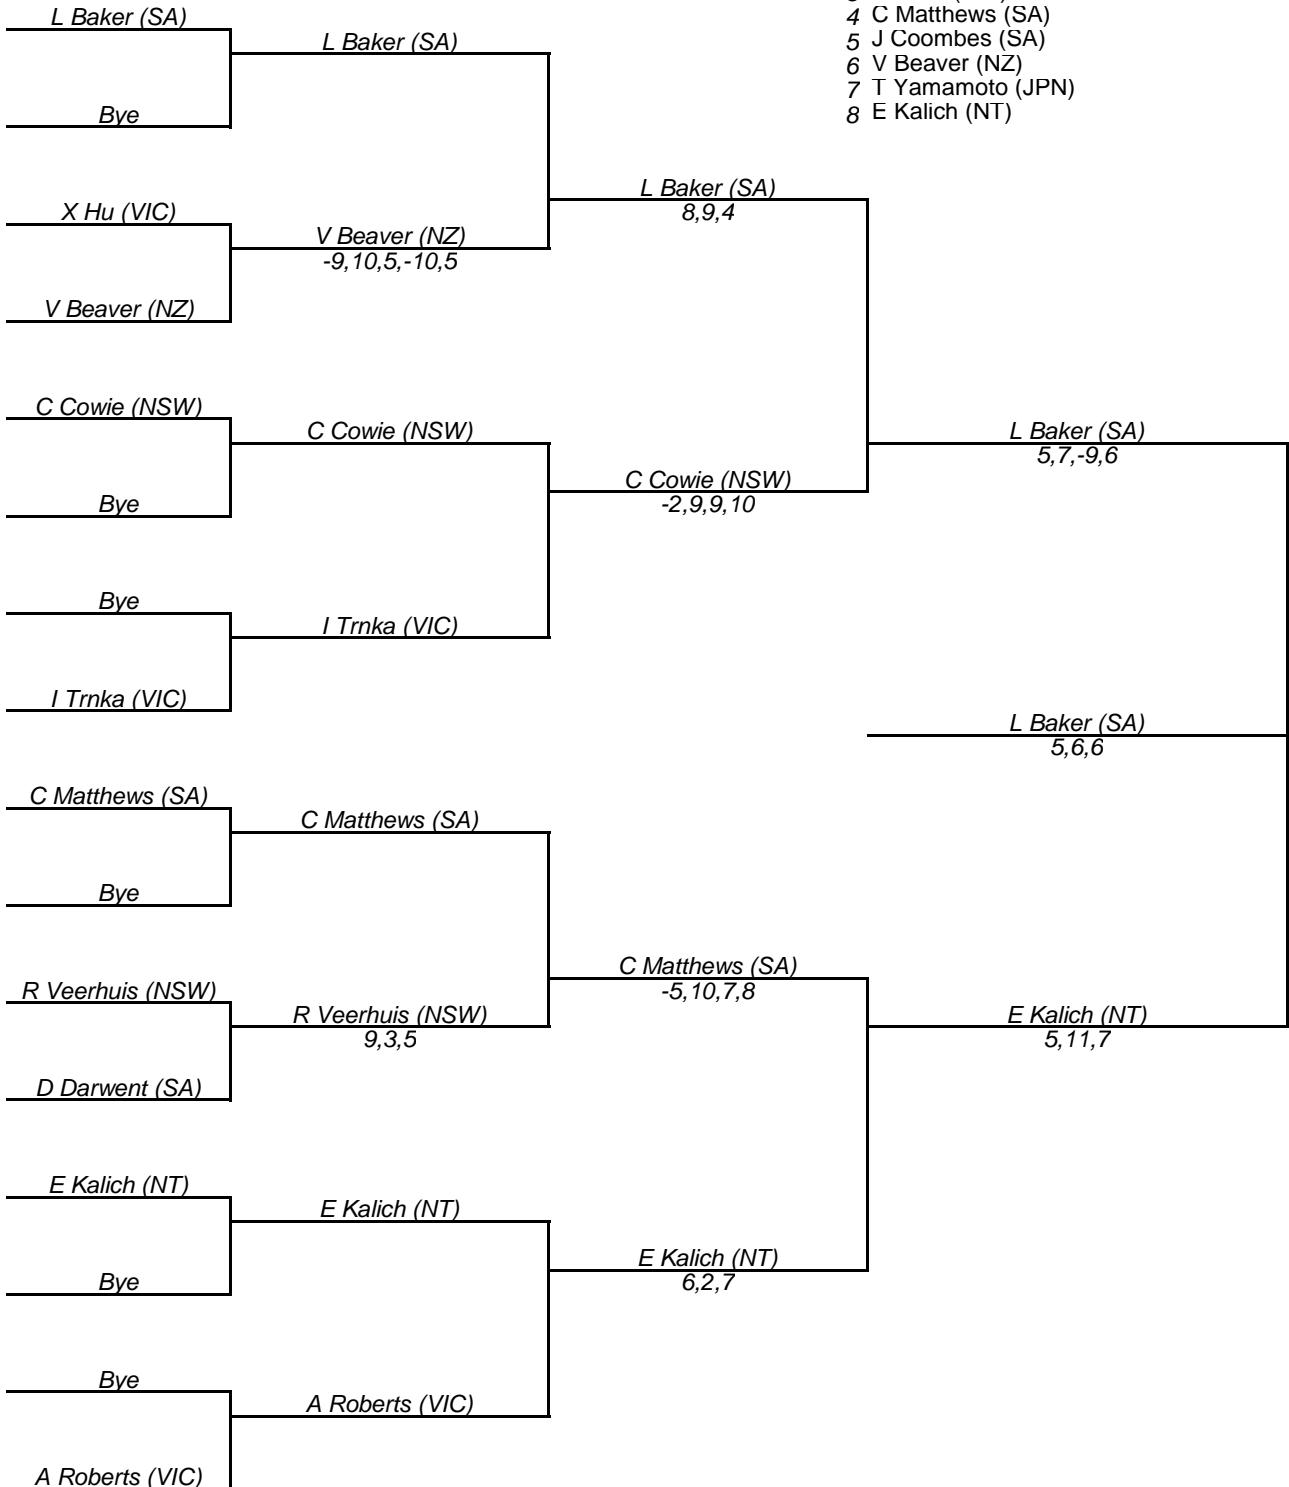 4 C Matthews (SA)
5 J Coombes (SA)
6 V Beaver (NZ)
7 T Yamamoto (JPN)
8 E Kalich (NT)
L Baker (SA)
Bye
X Hu (VIC)
V Beaver (NZ)
C Cowie (NSW)
Bye
Bye
I Trnka (VIC)
C Matthews (SA)
Bye
R Veerhuis (NSW)
D Darwent (SA)
E Kalich (NT)
Bye
Bye
A Roberts (VIC)
L Baker (SA)
V Beaver (NZ)
-9,10,5,-10,5
C Cowie (NSW)
I Trnka (VIC)
C Matthews (SA)
R Veerhuis (NSW)
9,3,5
E Kalich (NT)
A Roberts (VIC)
L Baker (SA)
8,9,4
C Cowie (NSW)
-2,9,9,10
C Matthews (SA)
-5,10,7,8
E Kalich (NT)
6,2,7
L Baker (SA)
5,7,-9,6
L Baker (SA)
5,6,6
E Kalich (NT)
5,11,7